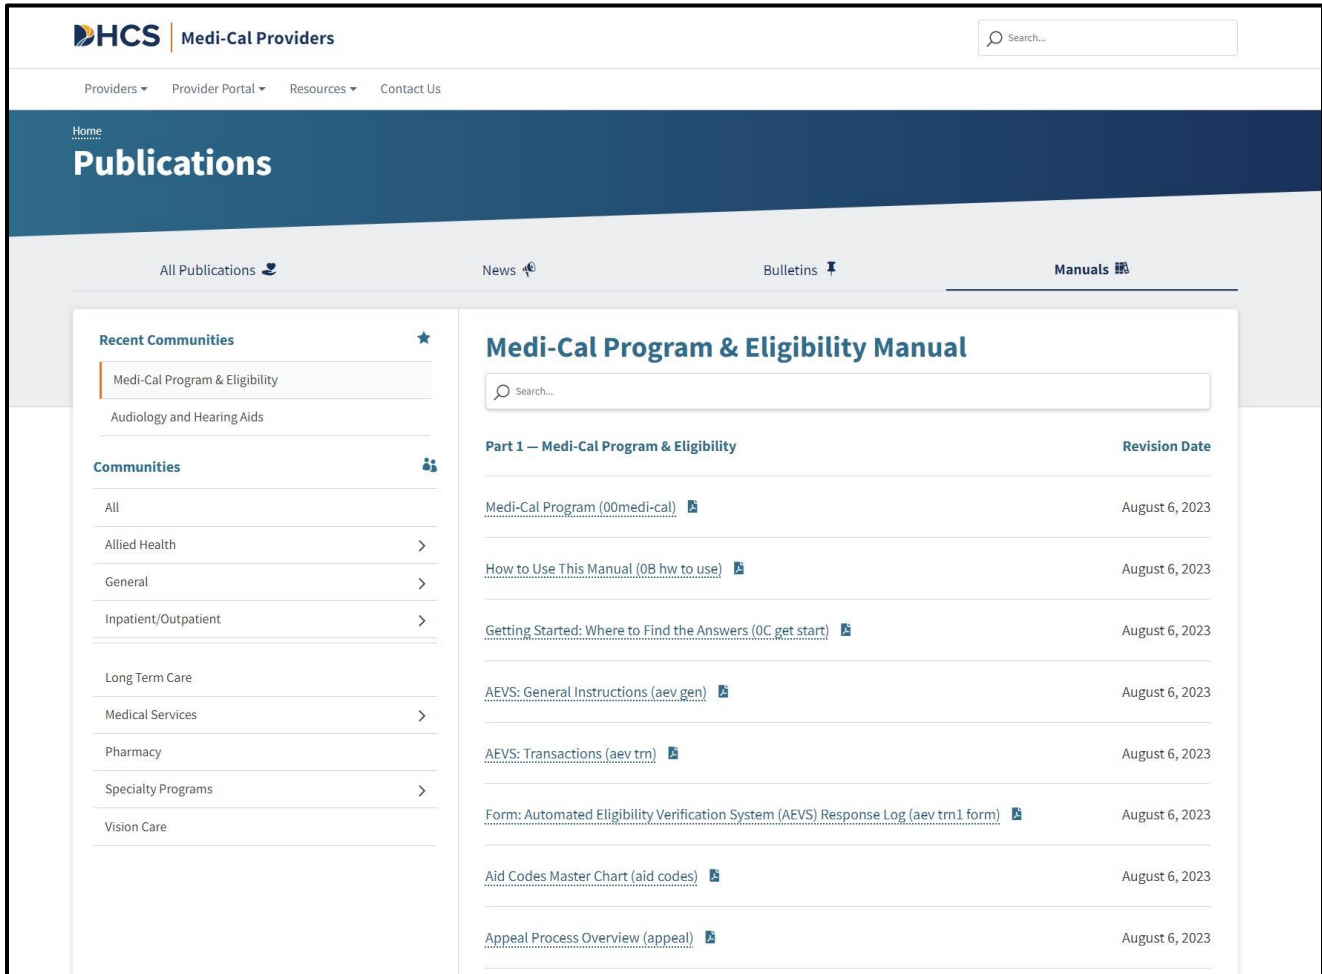 DHCS Medi-Cal Providers
Search...
Providers Provider Portal Resources Contact Us
Home
Publications
All Publications News Bulletins Manuals
Recent Communities
Medi-Cal Program & Eligibility
Audiology and Hearing Aids
Communities
All
Allied Health
General
Inpatient/Outpatient
Long Term Care
Medical Services
Pharmacy
Specialty Programs
Vision Care
Medi-Cal Program & Eligibility Manual
Search...
Part 1 — Medi-Cal Program & Eligibility Revision Date
Medi-Cal Program (00medi-cal) August 6, 2023
How to Use This Manual (0B hw to use) August 6, 2023
Getting Started: Where to Find the Answers (0C get start) August 6, 2023
AEVS: General Instructions (aev gen) August 6, 2023
AEVS: Transactions (aev trn) August 6, 2023
Form: Automated Eligibility Verification System (AEVS) Response Log (aev trn1 form) August 6, 2023
Aid Codes Master Chart (aid codes) August 6, 2023
Appeal Process Overview (appeal) August 6, 2023